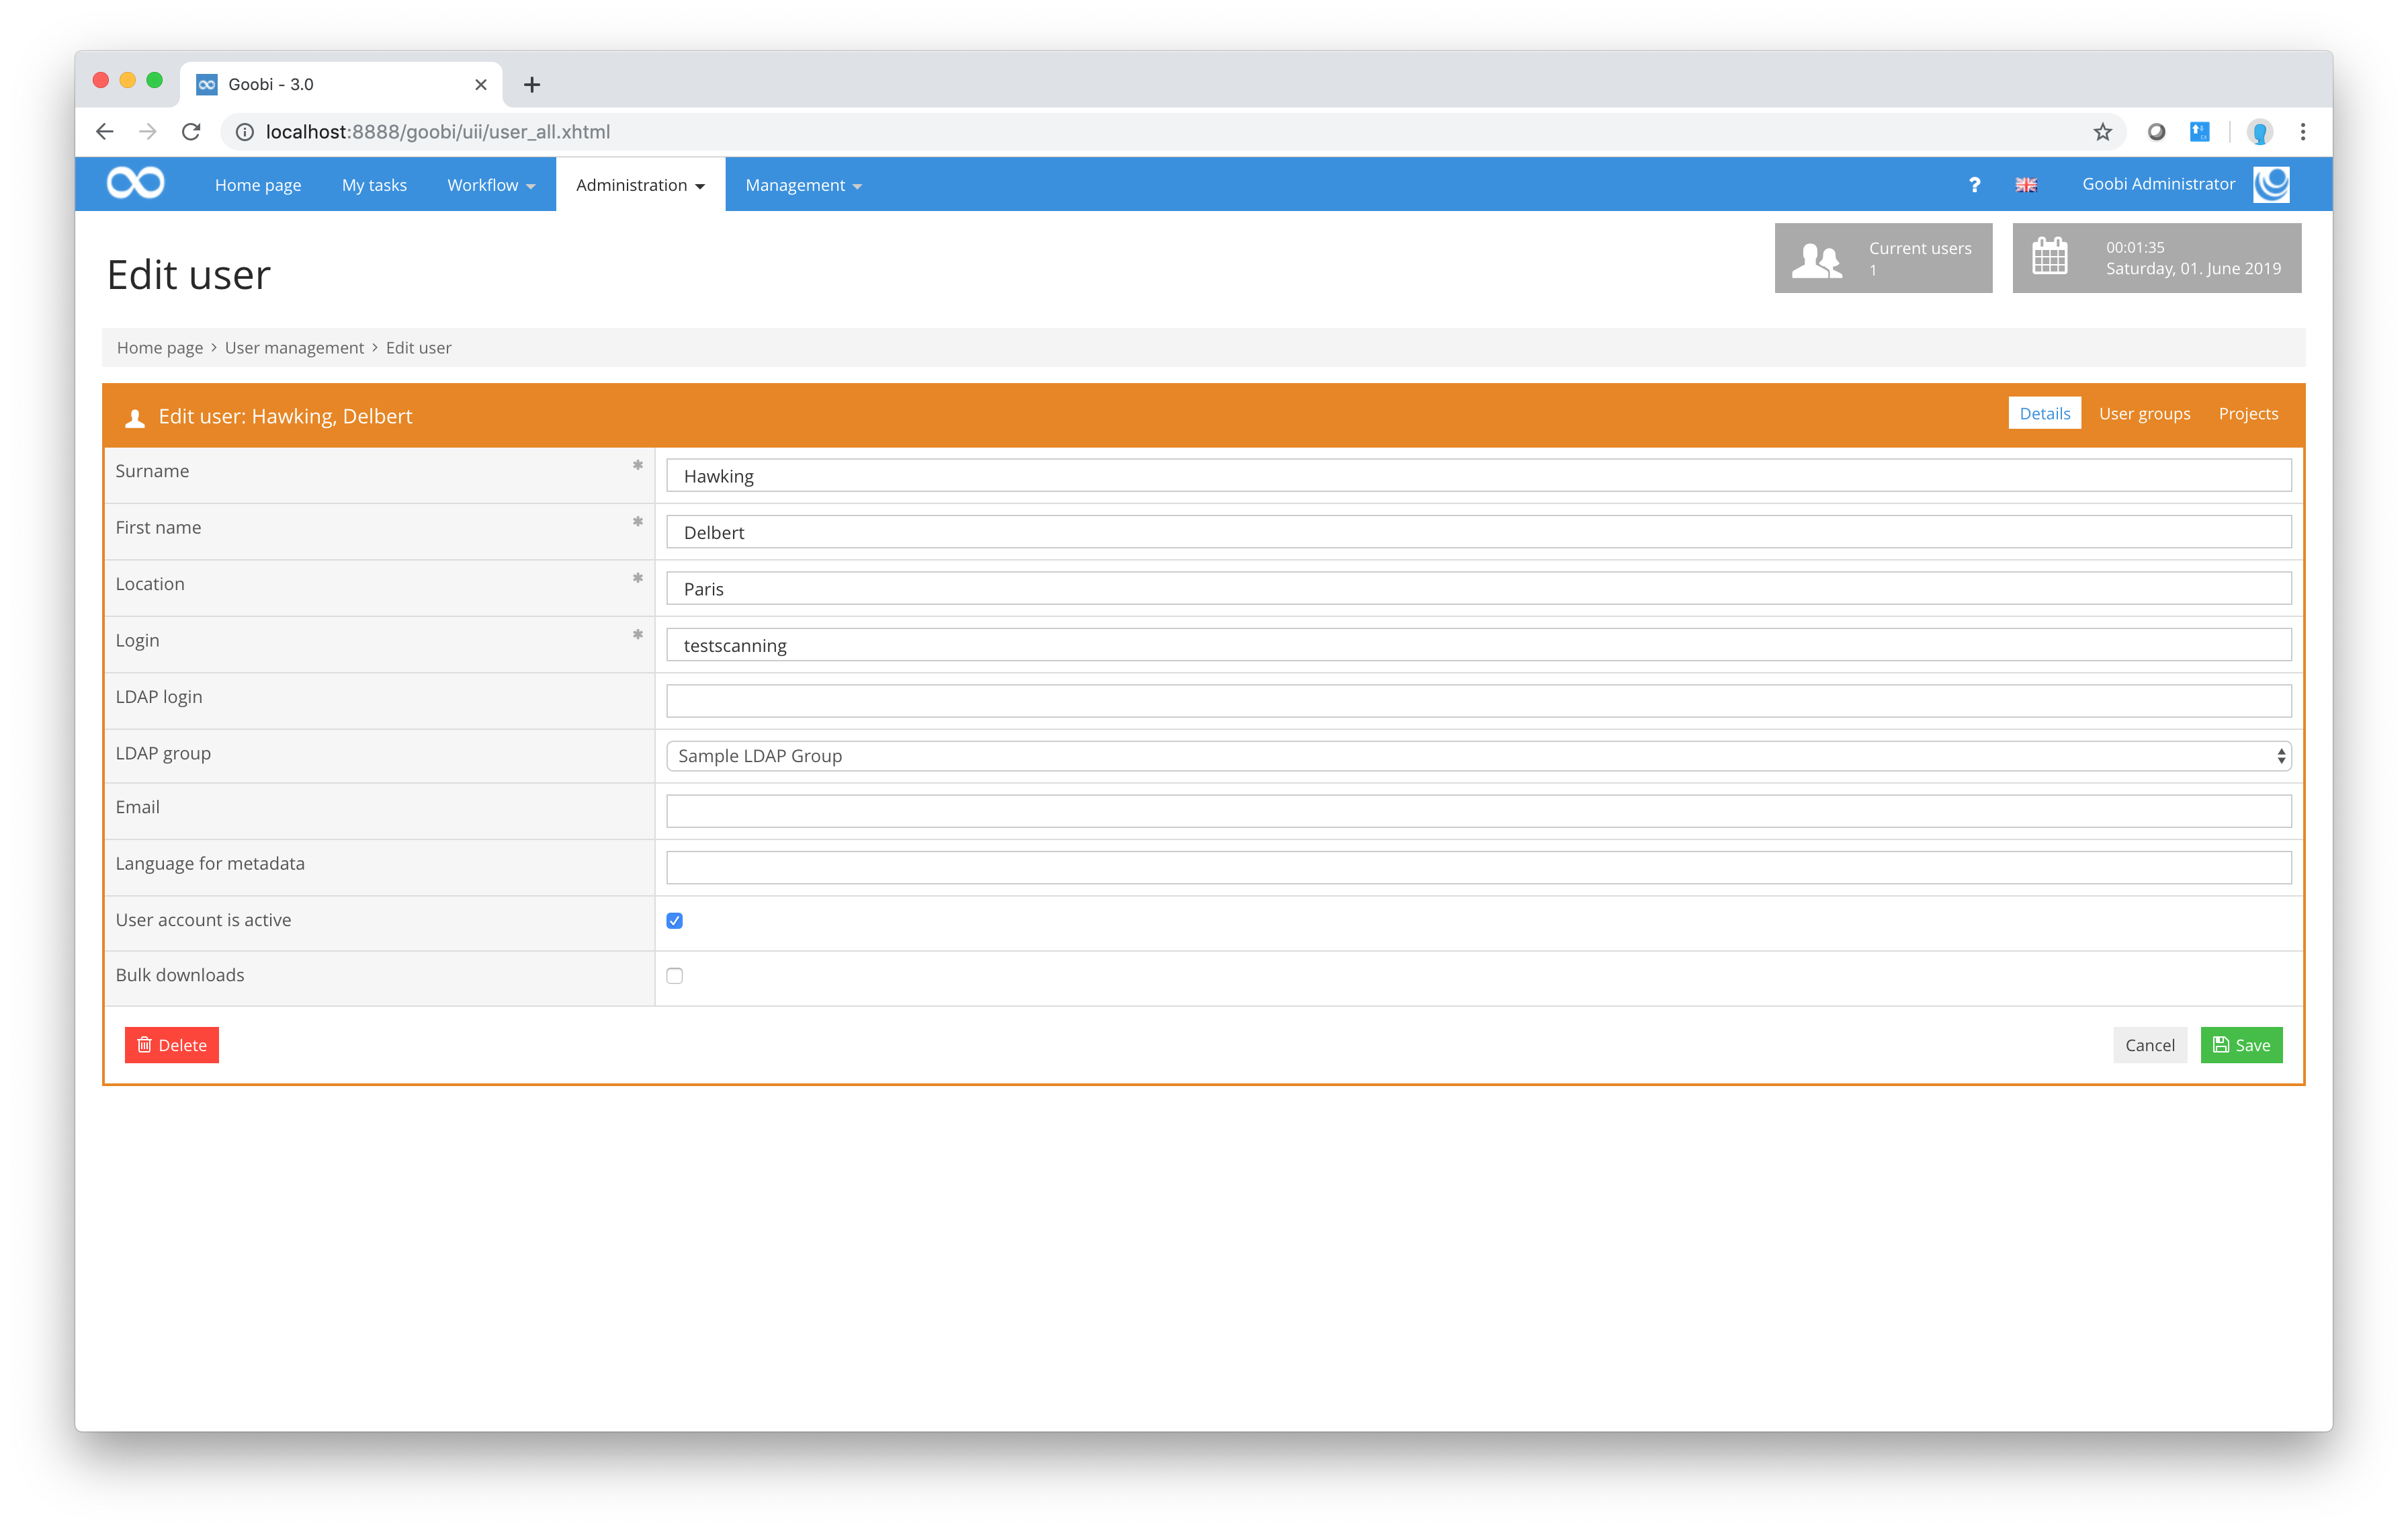 Goobi - 3.0
localhost:8888/goobi/uii/user_all.xhtml
Home page My tasks Workflow Administration Management ? Goobi Administrator
Edit user
Current users
1
00:01:35
Saturday, 01. June 2019
Home page > User management > Edit user
Edit user: Hawking, Delbert Details User groups Projects
Surname * Hawking
First name * Delbert
Location * Paris
Login * testscanning
LDAP login
LDAP group Sample LDAP Group
Email
Language for metadata
User account is active
Bulk downloads
Delete Cancel Save